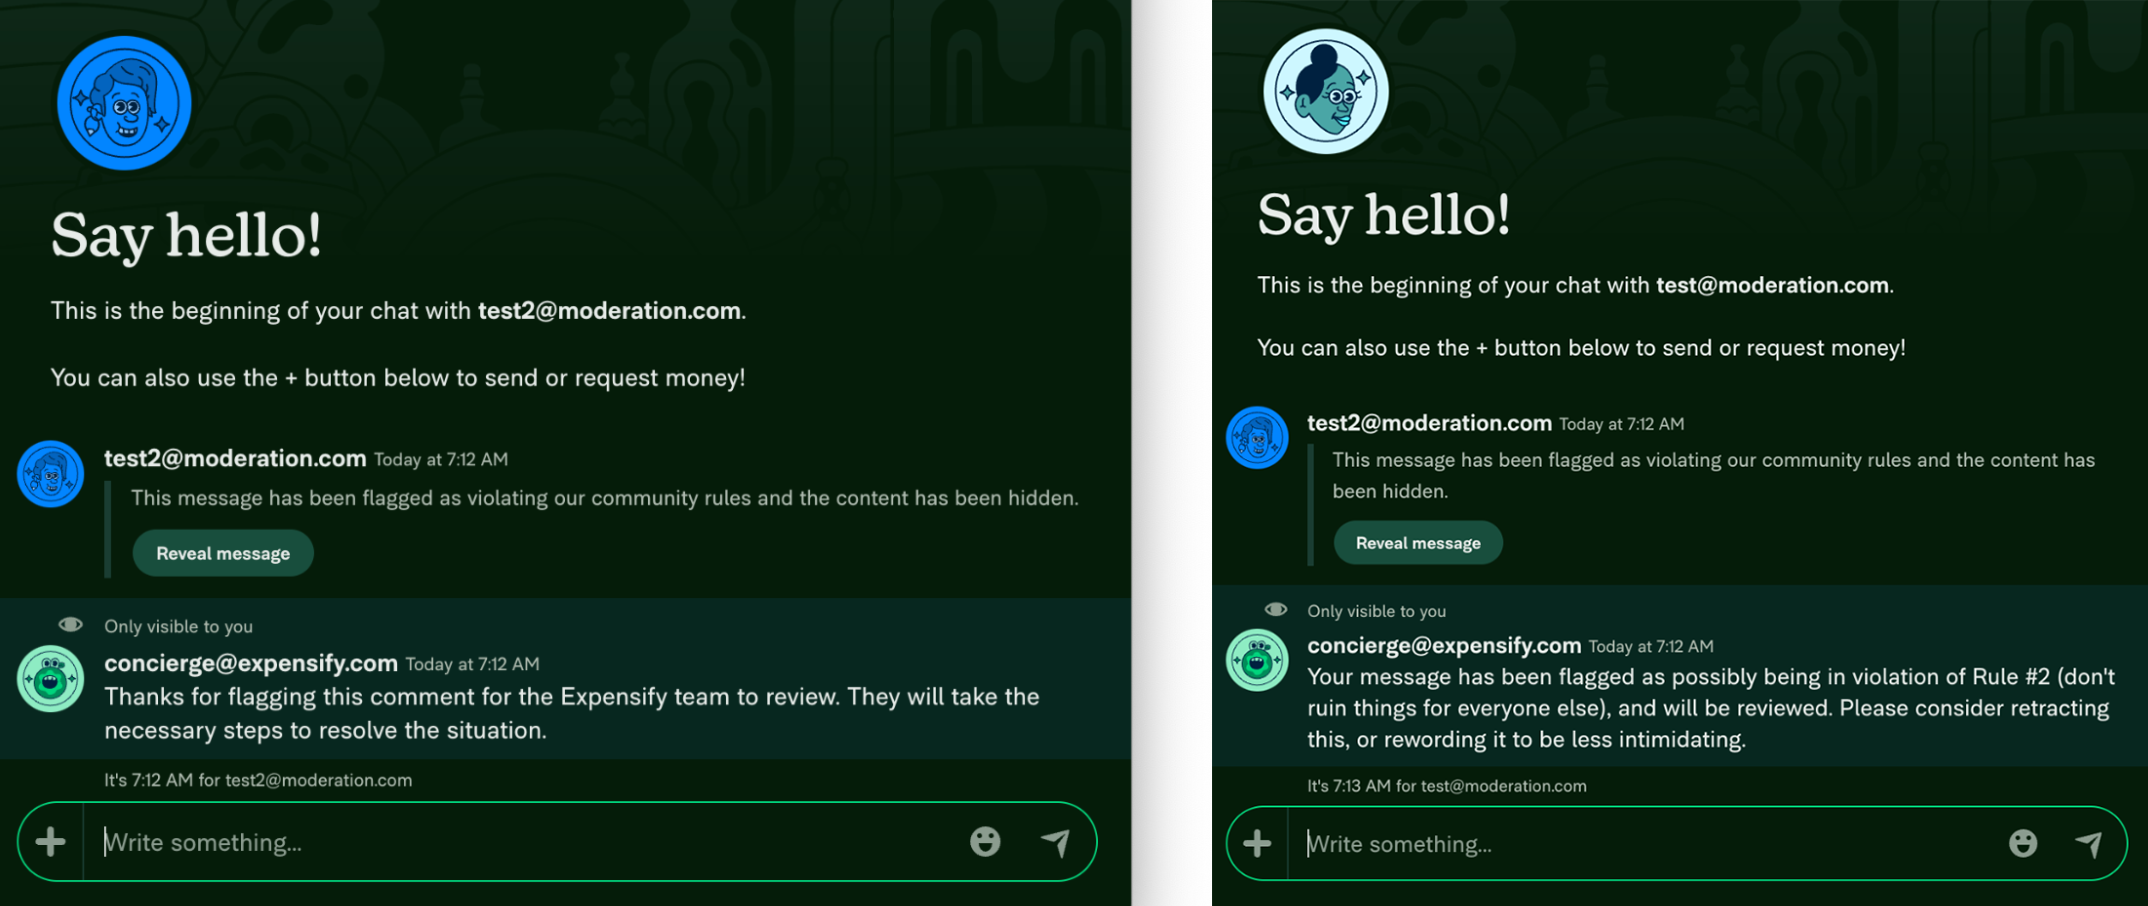 Say hello!
This is the beginning of your chat with test2@moderation.com.
You can also use the + button below to send or request money!
test2@moderation.com Today at 7:12 AM
This message has been flagged as violating our community rules and the content has been hidden.
Reveal message
Only visible to you
concierge@expensify.com Today at 7:12 AM
Thanks for flagging this comment for the Expensify team to review. They will take the
necessary steps to resolve the situation.
It's 7:12 AM for test2@moderation.com
Write something...
Say hello!
This is the beginning of your chat with test@moderation.com.
You can also use the + button below to send or request money!
test2@moderation.com Today at 7:12 AM
This message has been flagged as violating our community rules and the content has
been hidden.
Reveal message
Only visible to you
concierge@expensify.com Today at 7:12 AM
Your message has been flagged as possibly being in violation of Rule #2 (don't
ruin things for everyone else), and will be reviewed. Please consider retracting
this, or rewording it to be less intimidating.
It's 7:13 AM for test@moderation.com
Write something...